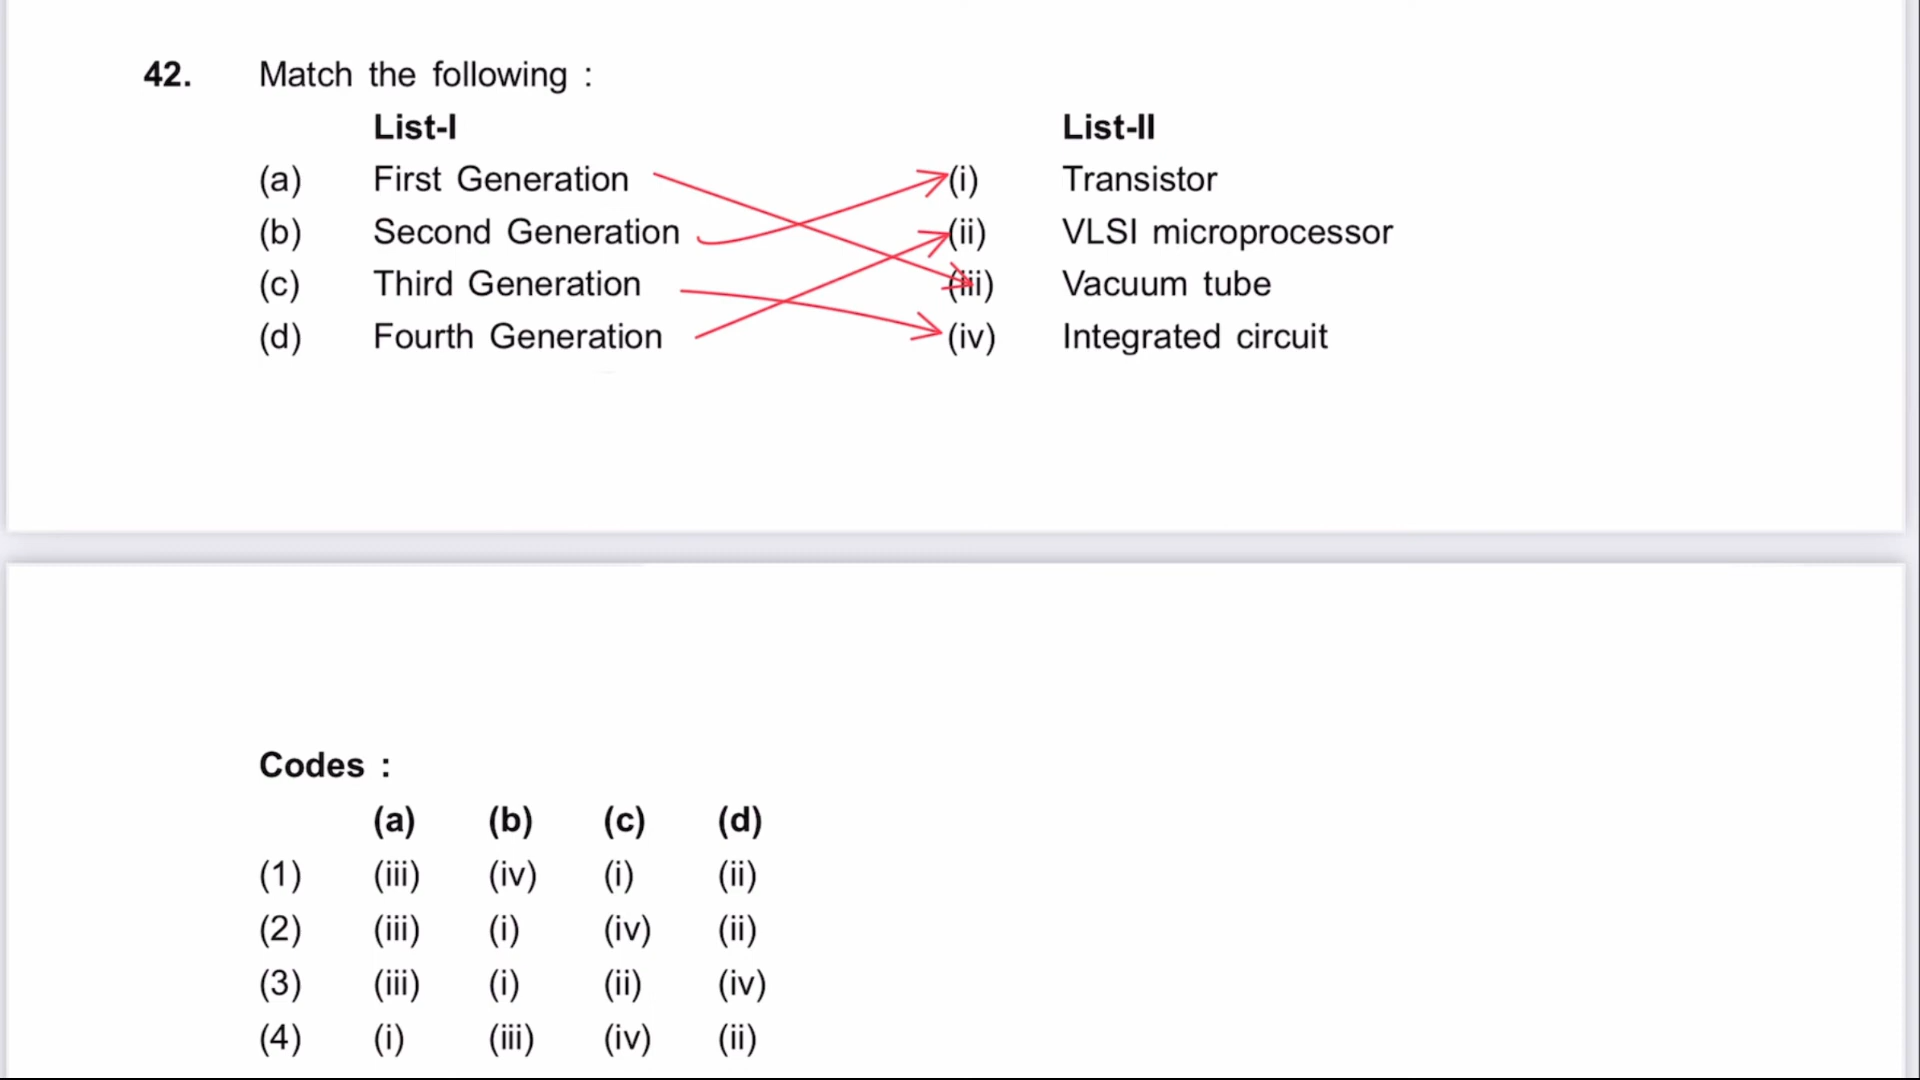 42. Match the following :
List-I List-II
(a) First Generation (i) Transistor
(b) Second Generation (ii) VLSI microprocessor
(c) Third Generation (iii) Vacuum tube
(d) Fourth Generation (iv) Integrated circuit
Codes :
(a) (b) (c) (d)
(1) (iii) (iv) (i) (ii)
(2) (iii) (i) (iv) (ii)
(3) (iii) (i) (ii) (iv)
(4) (i) (iii) (iv) (ii)